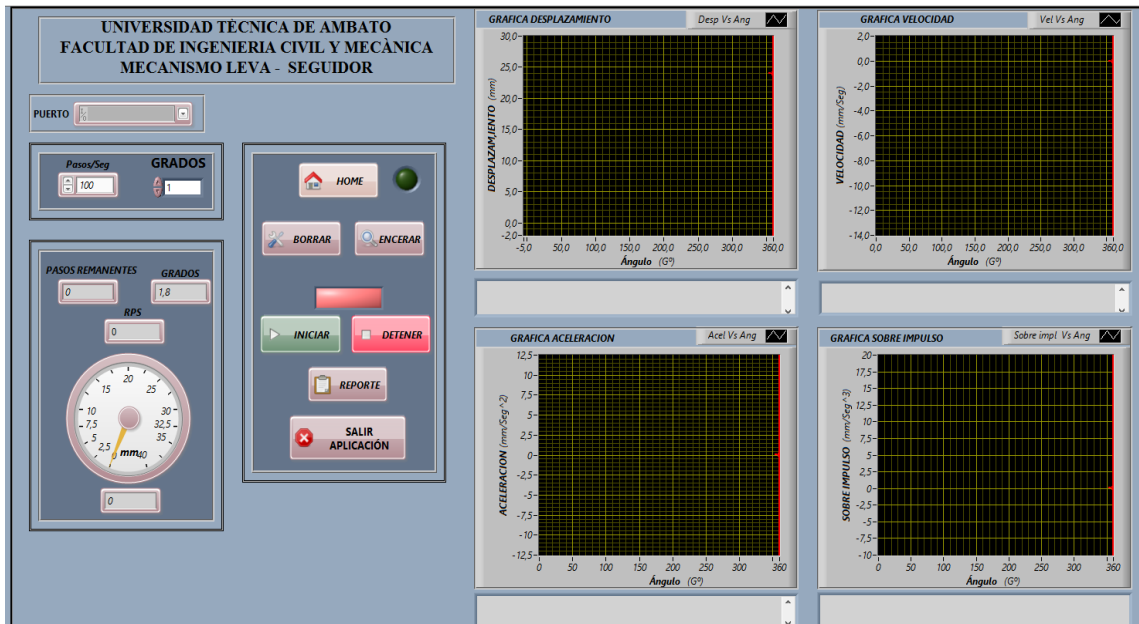 UNIVERSIDAD TÈCNICA DE AMBATO
FACULTAD DE INGENIERIA CIVIL Y MECÀNICA
MECANISMO LEVA - SEGUIDOR
PUERTO
Pasos/Seg
GRADOS
100
1
HOME
BORRAR
ENCERAR
INICIAR
DETENER
REPORTE
SALIR
APLICACIÓN
PASOS REMANENTES
GRADOS
0
1,8
RPS
0
0
2,5
5
7,5
10
15
20
25
30
32,5
35
40
mm
0
GRAFICA DESPLAZAMIENTO
Desp Vs Ang
DESPLAZAMIENTO (mm)
30,0
25,0
20,0
15,0
10,0
5,0
0,0
-2,0
-5,0 50,0 100,0 150,0 200,0 250,0 300,0 360,0
Ángulo (Gº)
GRAFICA VELOCIDAD
Vel Vs Ang
VELOCIDAD (mm/Seg)
2,0
0,0
-2,0
-4,0
-6,0
-8,0
-10,0
-12,0
-14,0
0,0 50,0 100,0 150,0 200,0 250,0 300,0 360,0
Ángulo (Gº)
GRAFICA ACELERACION
Acel Vs Ang
ACELERACION (mm/Seg^2)
12,5
10
7,5
5
2,5
0
-2,5
-5
-7,5
-10
-12,5
0 50 100 150 200 250 300 360
Ángulo (Gº)
GRAFICA SOBRE IMPULSO
Sobre impl Vs Ang
SOBRE IMPULSO (mm/Seg^3)
20
17,5
15
12,5
10
7,5
5
2,5
0
-2,5
-5
-7,5
-10
0 50 100 150 200 250 300 360
Ángulo (Gº)